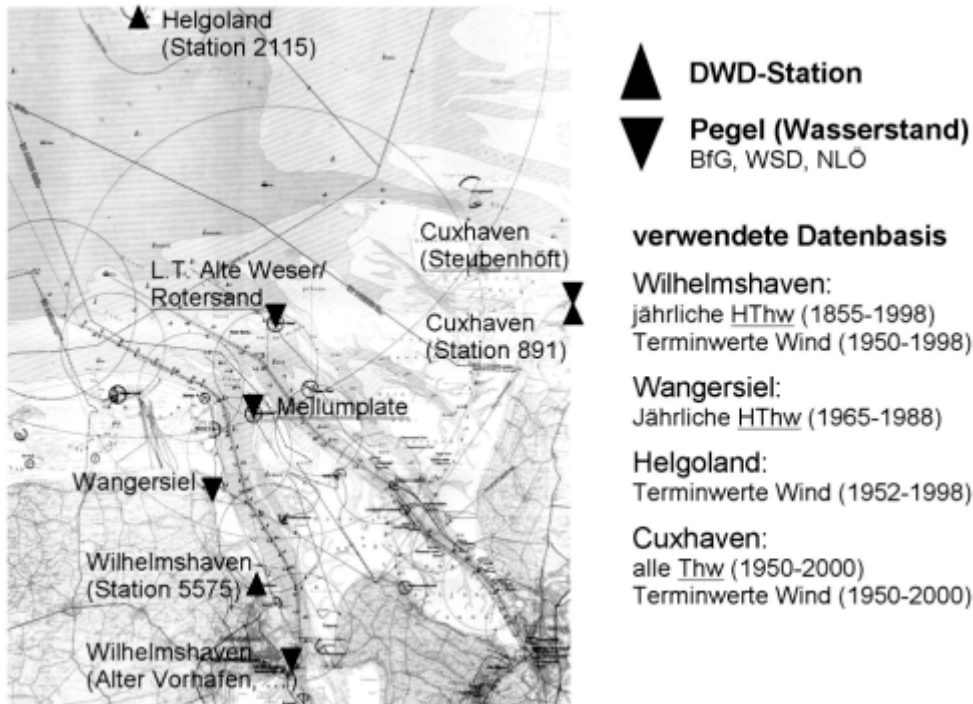 Helgoland
(Station 2115)
Cuxhaven
(Steubenhöft)
L.T. Alte Weser/
Rotersand
Cuxhaven
(Station 891)
Mellumplate
Wangersiel
Wilhelmshaven
(Station 5575)
Wilhelmshaven
(Alter Vorhafen, ...)
DWD-Station
Pegel (Wasserstand)
BfG, WSD, NLÖ
verwendete Datenbasis
Wilhelmshaven:
jährliche HThw (1855-1998)
Terminwerte Wind (1950-1998)
Wangersiel:
Jährliche HThw (1965-1988)
Helgoland:
Terminwerte Wind (1952-1998)
Cuxhaven:
alle Thw (1950-2000)
Terminwerte Wind (1950-2000)